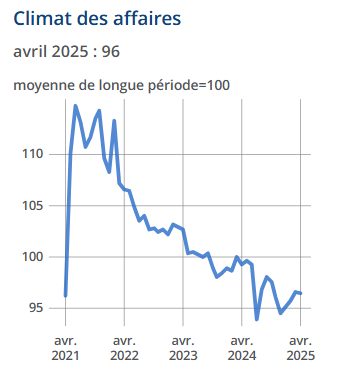 Climat des affaires
avril 2025 : 96
moyenne de longue période=100
110
105
100
95
avr. avr. avr. avr. avr.
2021 2022 2023 2024 2025